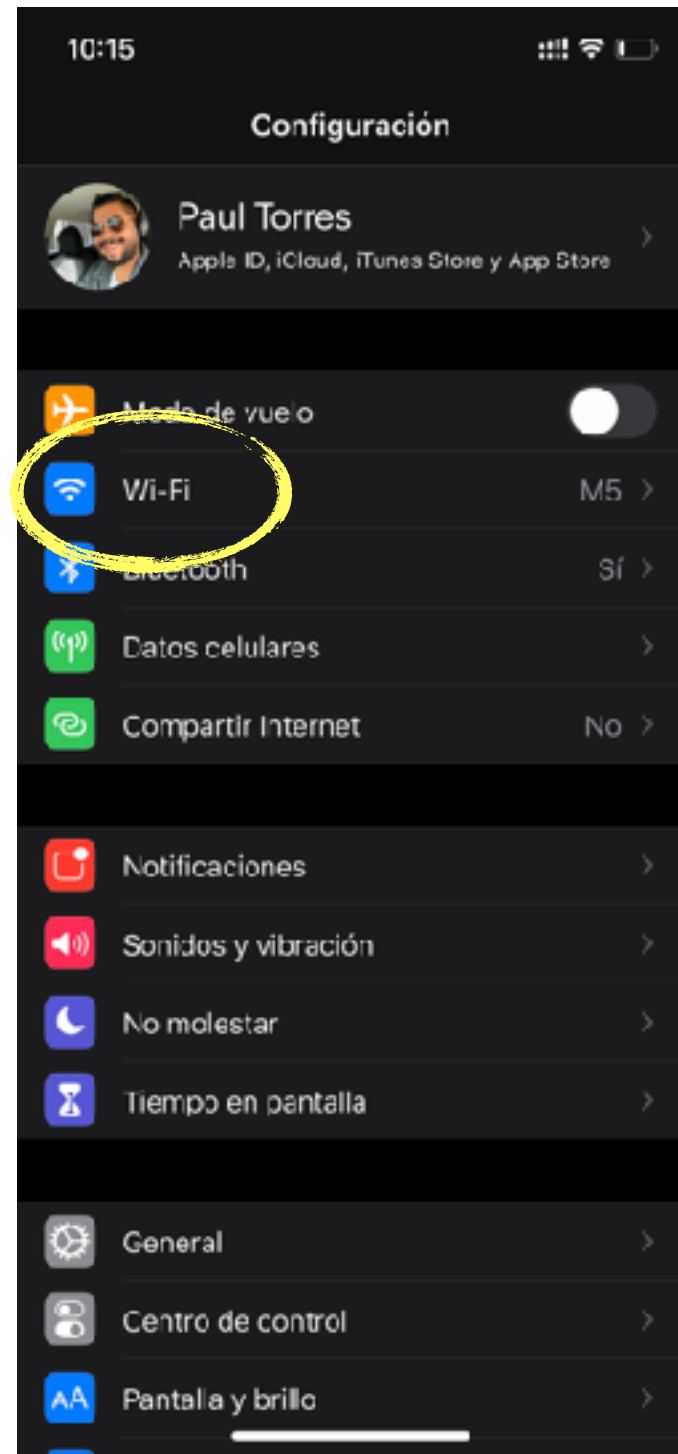 10:15
Configuración
Paul Torres
Apple ID, iCloud, iTunes Store y App Store
Modo de vuelo
Wi-Fi
M5
Bluetooth
Sí
Datos celulares
Compartir Internet
No
Notificaciones
Sonidos y vibración
No molestar
Tiempo en pantalla
General
Centro de control
AA
Pantalla y brillo